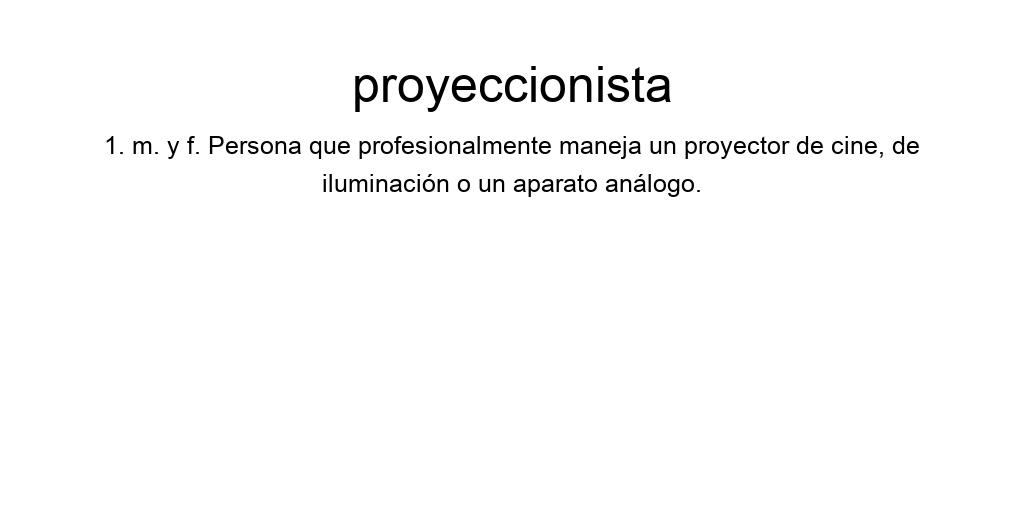 proyeccionista
1. m. y f. Persona que profesionalmente maneja un proyector de cine, de
iluminación o un aparato análogo.